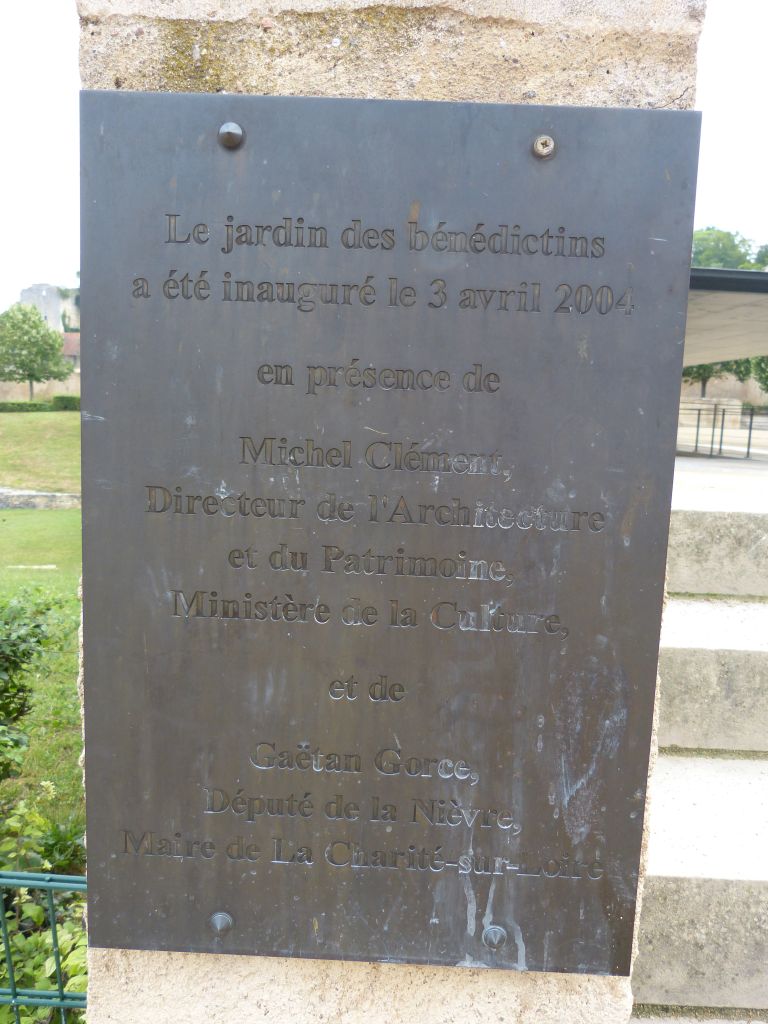 Le jardin des bénédictins
a été inauguré le 3 avril 2004
en présence de
Michel Clément,
Directeur de l'Architecture
et du Patrimoine,
Ministère de la Culture,
et de
Gaëtan Gorce,
Député de la Nièvre,
Maire de La Charité-sur-Loire